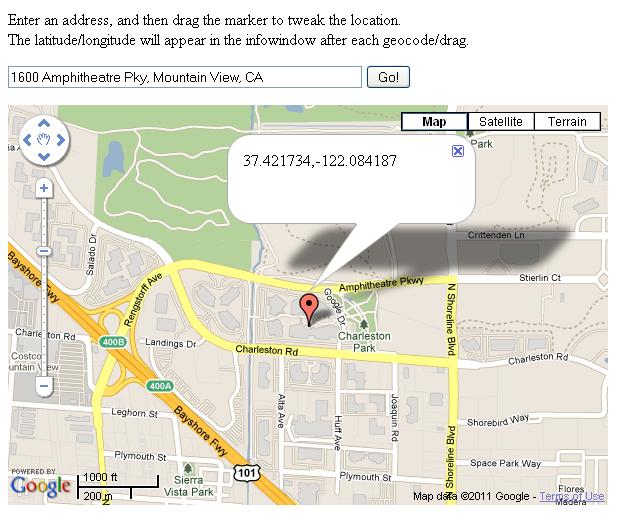 Enter an address, and then drag the marker to tweak the location.
The latitude/longitude will appear in the infowindow after each geocode/drag.
1600 Amphitheatre Pky, Mountain View, CA
Go!
Map
Satellite
Terrain
Park
37.421734,-122.084187
Crittenden Ln
Salado Dr
Stierlin Ct
Amphitheatre Pkwy
Bayshore Fwy
Rengstorff Ave
Google Dr
N Shoreline Blvd
Charleston Rd
400B
Landings Dr
Charleston
Park
Charleston Rd
Charleston Rd
Costco
untain View
400A
Leghorn St
Bayshore Fwy
Alta Ave
Huff Ave
Joaquin Rd
Shorebird Way
N Shoreline Blvd
Plymouth St
Plymouth St
Space Park Way
101
Sierra
Vista Park
POWERED BY
Google
1000 ft
200 m
Map data ©2011 Google - Terms of Use
Flores
Madera